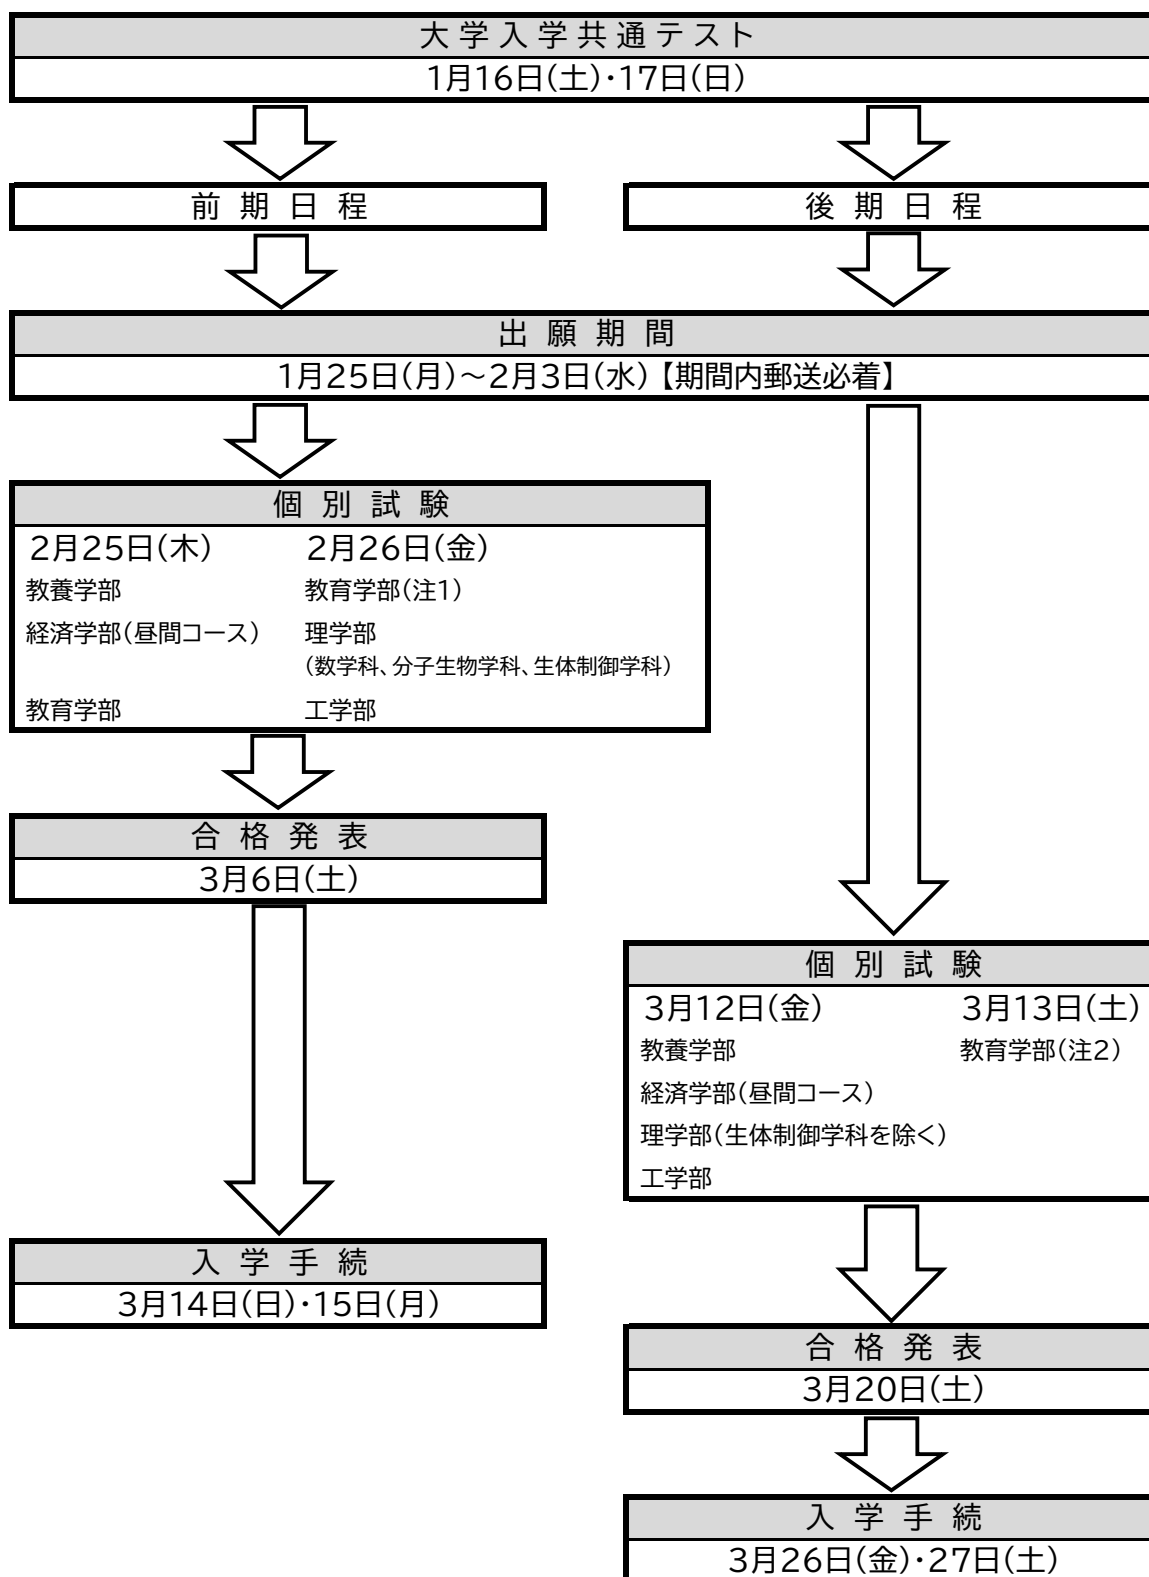 大学入学共通テスト
1月16日(土)・17日(日)
前期日程
後期日程
出願期間
1月25日(月)～2月3日(水)【期間内郵送必着】
個別試験
2月25日(木) 2月26日(金)
教養学部 教育学部(注1)
経済学部(昼間コース) 理学部
(数学科、分子生物学科、生体制御学科)
教育学部 工学部
合格発表
3月6日(土)
入学手続
3月14日(日)・15日(月)
個別試験
3月12日(金) 3月13日(土)
教養学部 教育学部(注2)
経済学部(昼間コース)
理学部(生体制御学科を除く)
工学部
合格発表
3月20日(土)
入学手続
3月26日(金)・27日(土)